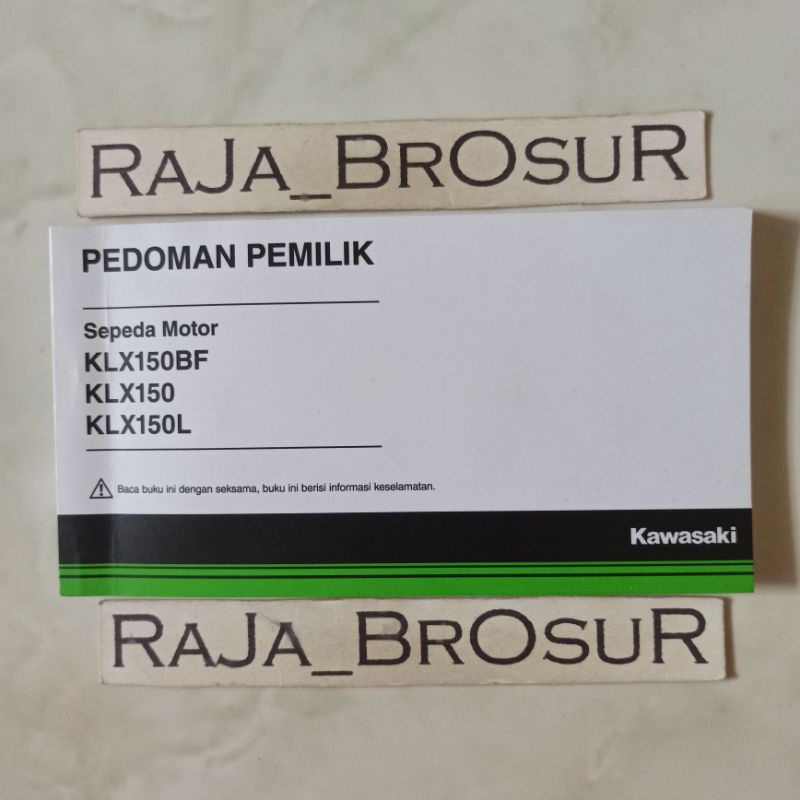 RAJA_BROSUR
PEDOMAN PEMILIK
Sepeda Motor
KLX150BF
KLX150
KLX150L
Baca buku ini dengan seksama, buku ini berisi informasi keselamatan.
Kawasaki
RAJA_BROSUR